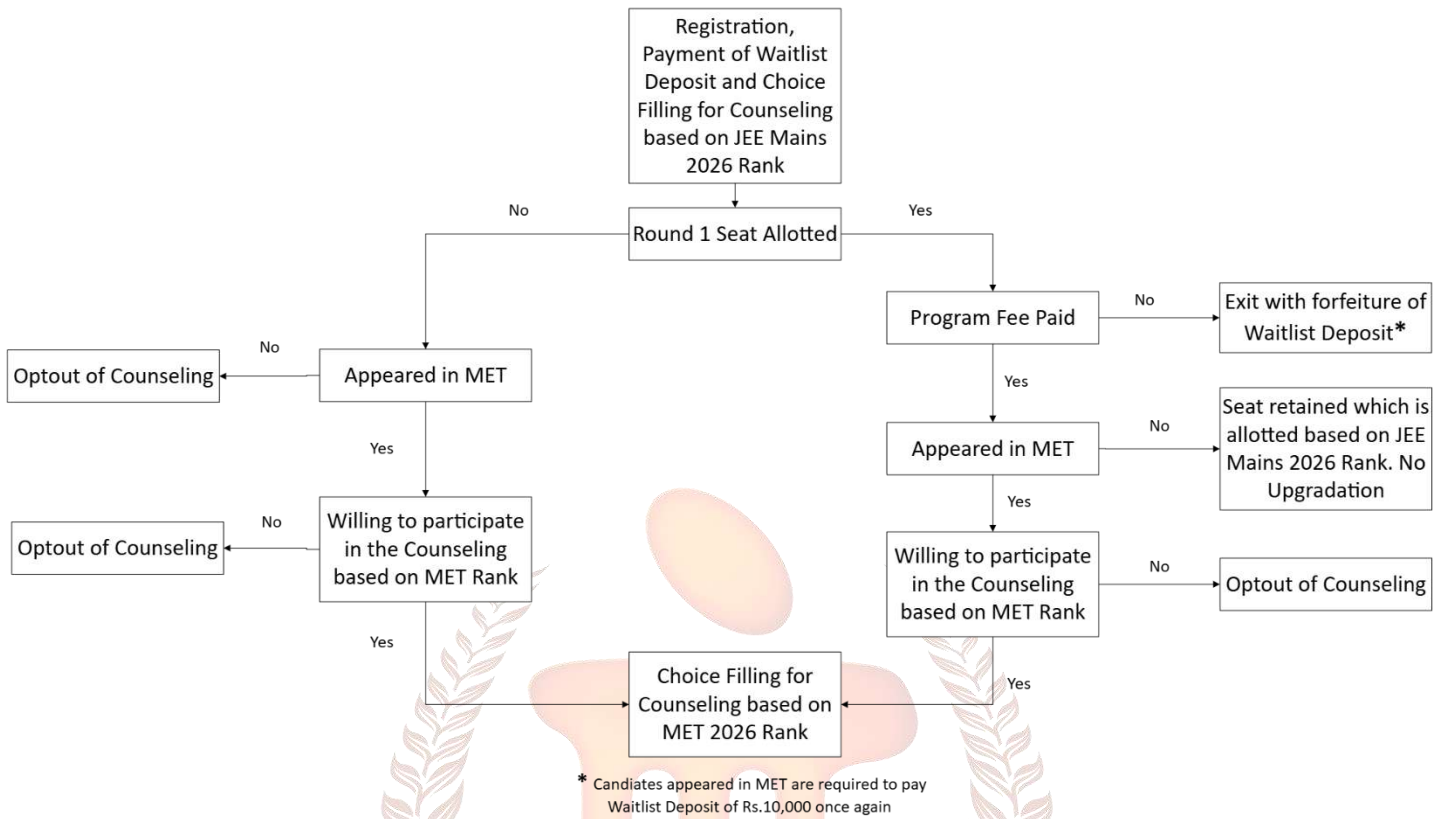 Registration,
Payment of Waitlist
Deposit and Choice
Filling for Counseling
based on JEE Mains
2026 Rank
No
Yes
Round 1 Seat Allotted
Program Fee Paid
No
Exit with forfeiture of
Waitlist Deposit*
Optout of Counseling
No
Appeared in MET
Yes
Appeared in MET
No
Seat retained which is
allotted based on JEE
Mains 2026 Rank. No
Upgradation
Yes
Yes
Optout of Counseling
No
Willing to participate
in the Counseling
based on MET Rank
Willing to participate
in the Counseling
based on MET Rank
No
Optout of Counseling
Yes
Yes
Choice Filling for
Counseling based on
MET 2026 Rank
* Candiates appeared in MET are required to pay
Waitlist Deposit of Rs.10,000 once again